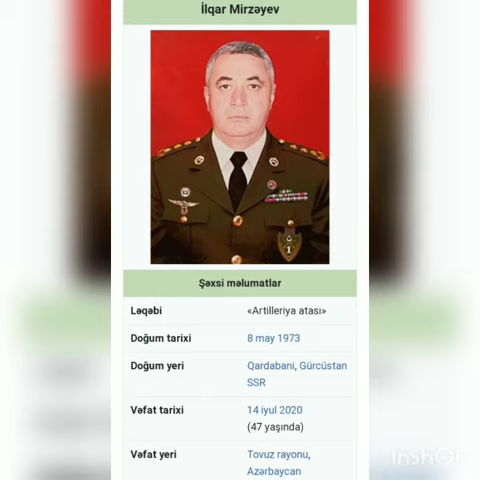 İlqar Mirzəyev
1
Şəxsi məlumatlar
Ləqəbi «Artilleriya atası»
Doğum tarixi 8 may 1973
Doğum yeri Qardabani, Gürcüstan
SSR
Vəfat tarixi 14 iyul 2020
(47 yaşında)
Vəfat yeri Tovuz rayonu,
Azərbaycan
InShOt